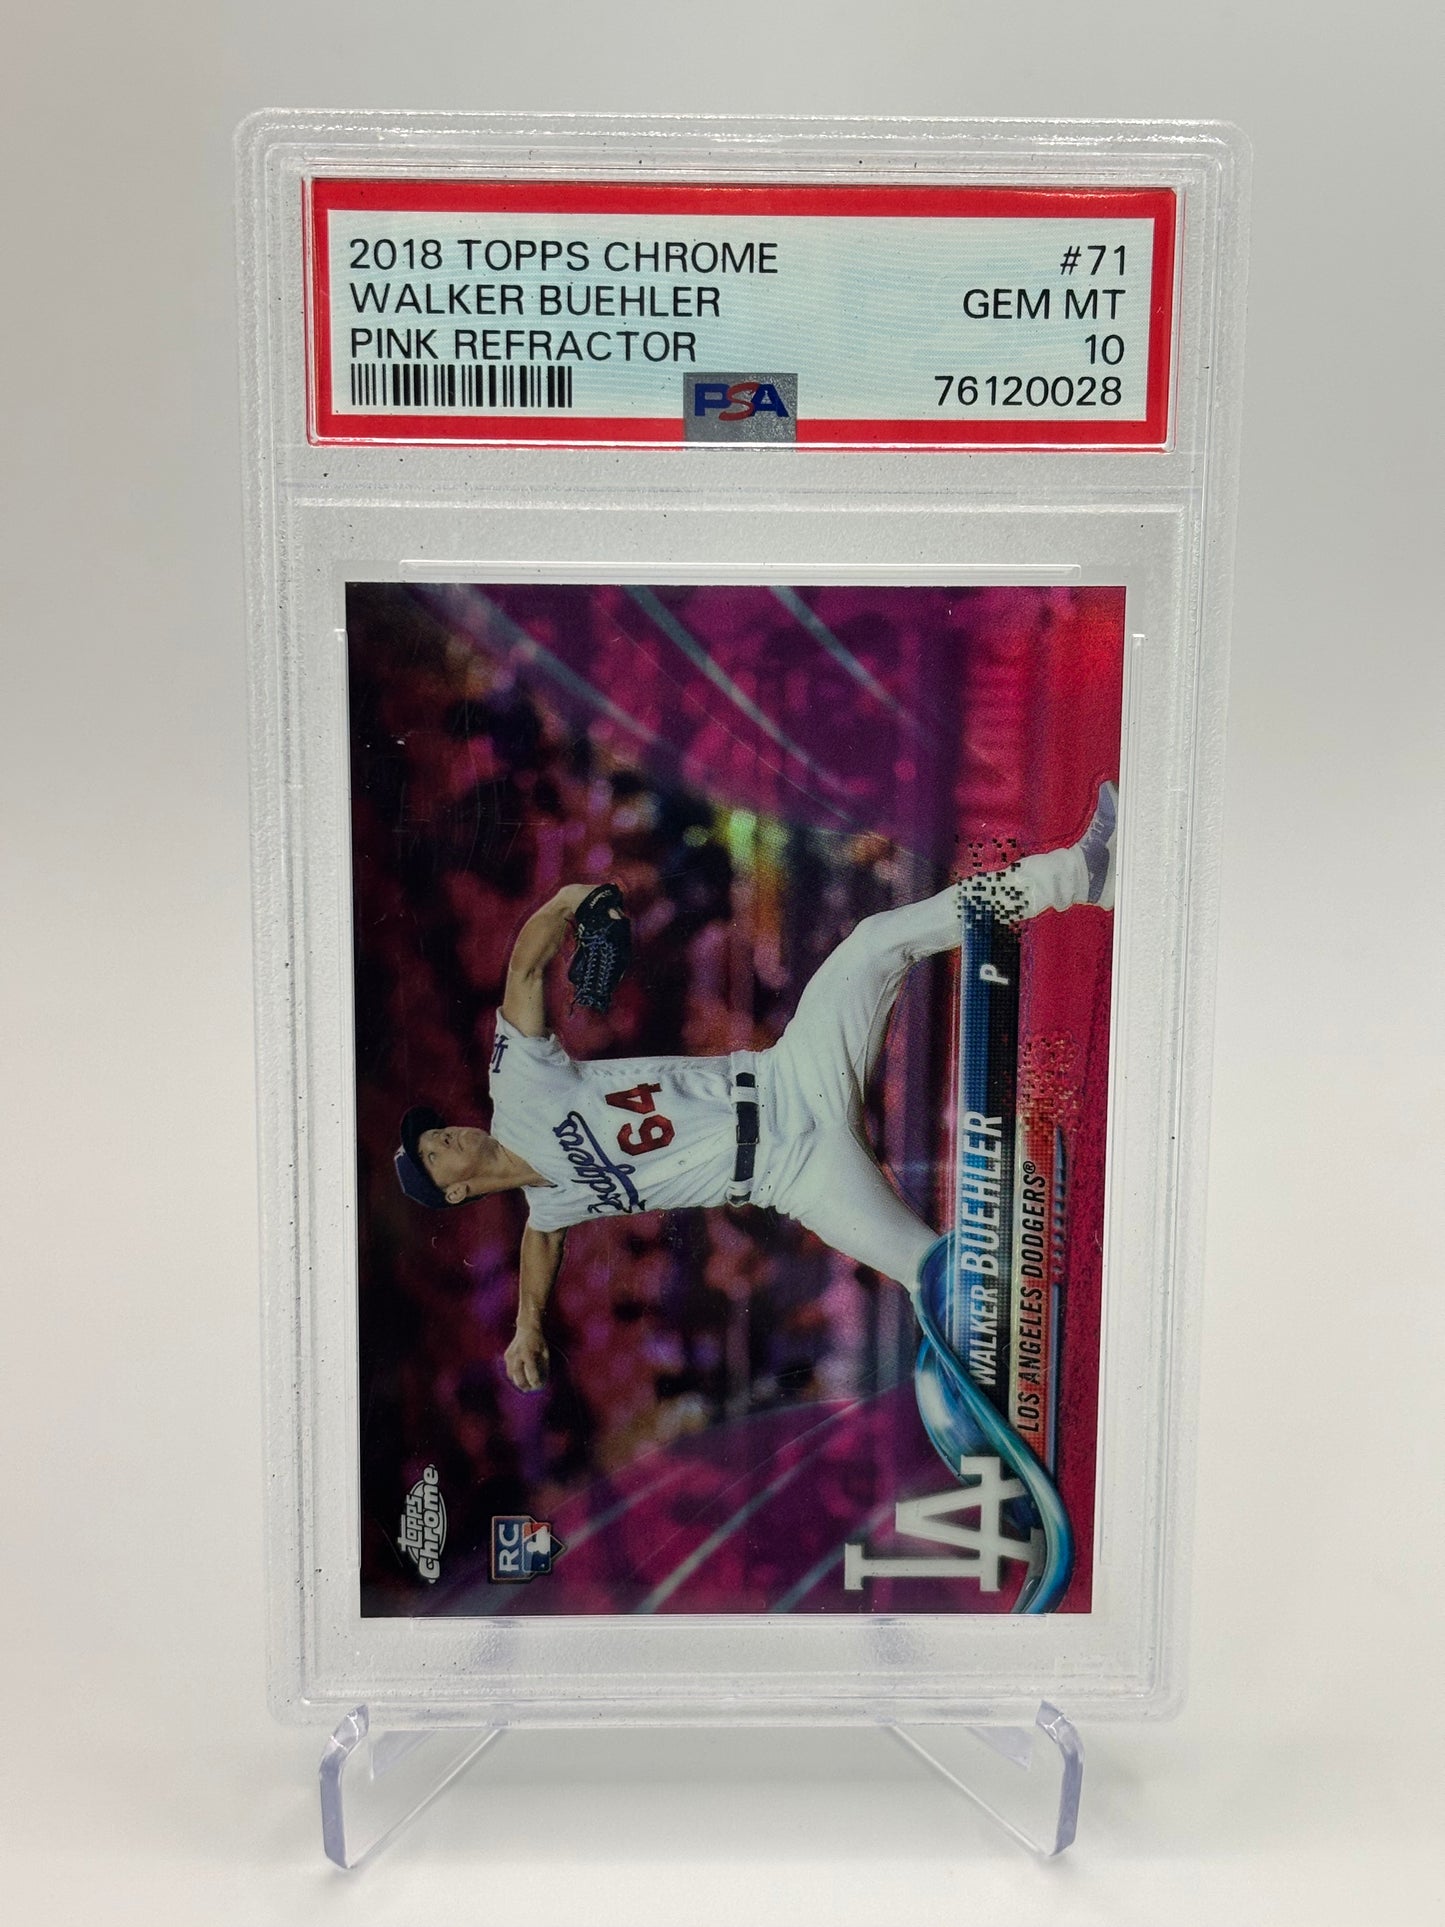 2018 TOPPS CHROME #71
WALKER BUEHLER GEM MT
PINK REFRACTOR 10
PSA 76120028
Dodgers
64
P
WALKER BUEHLER
LOS ANGELES DODGERS®
LA
topps
chrome
RC